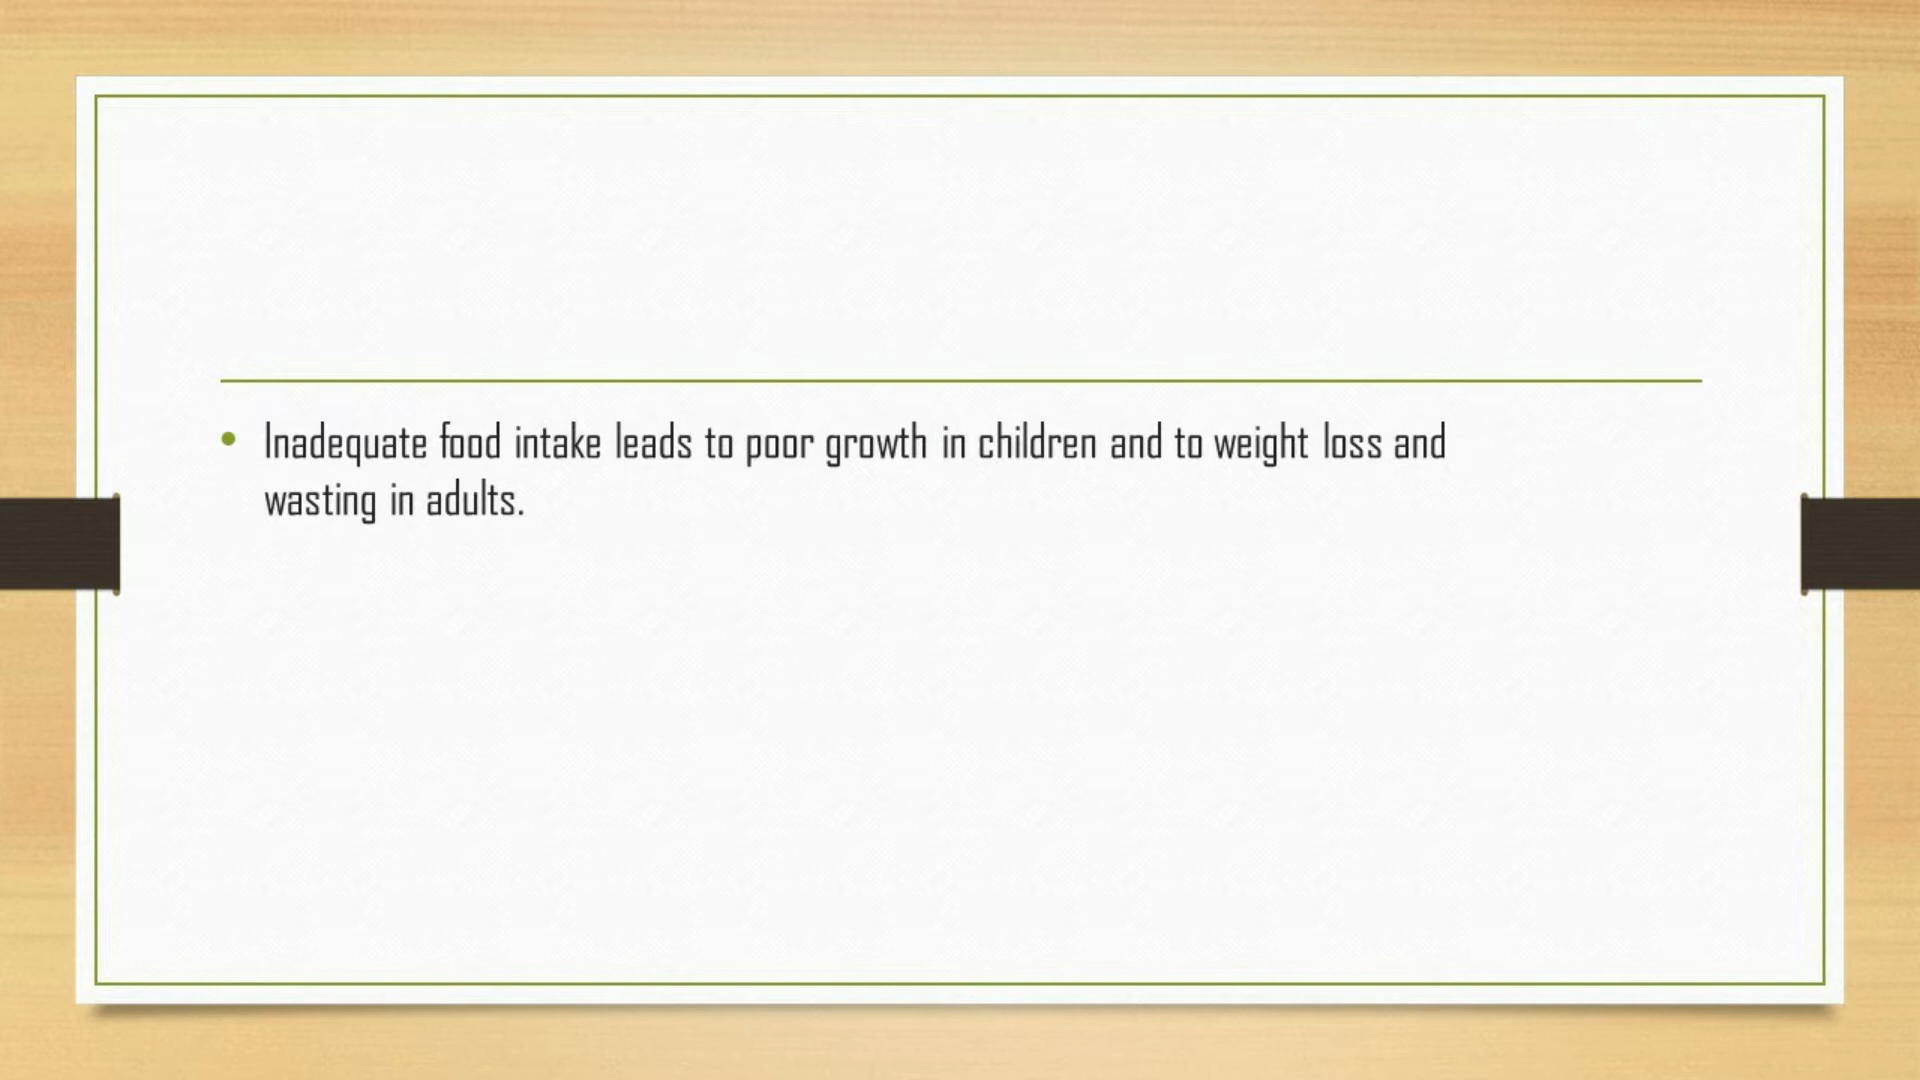 • Inadequate food intake leads to poor growth in children and to weight loss and
wasting in adults.